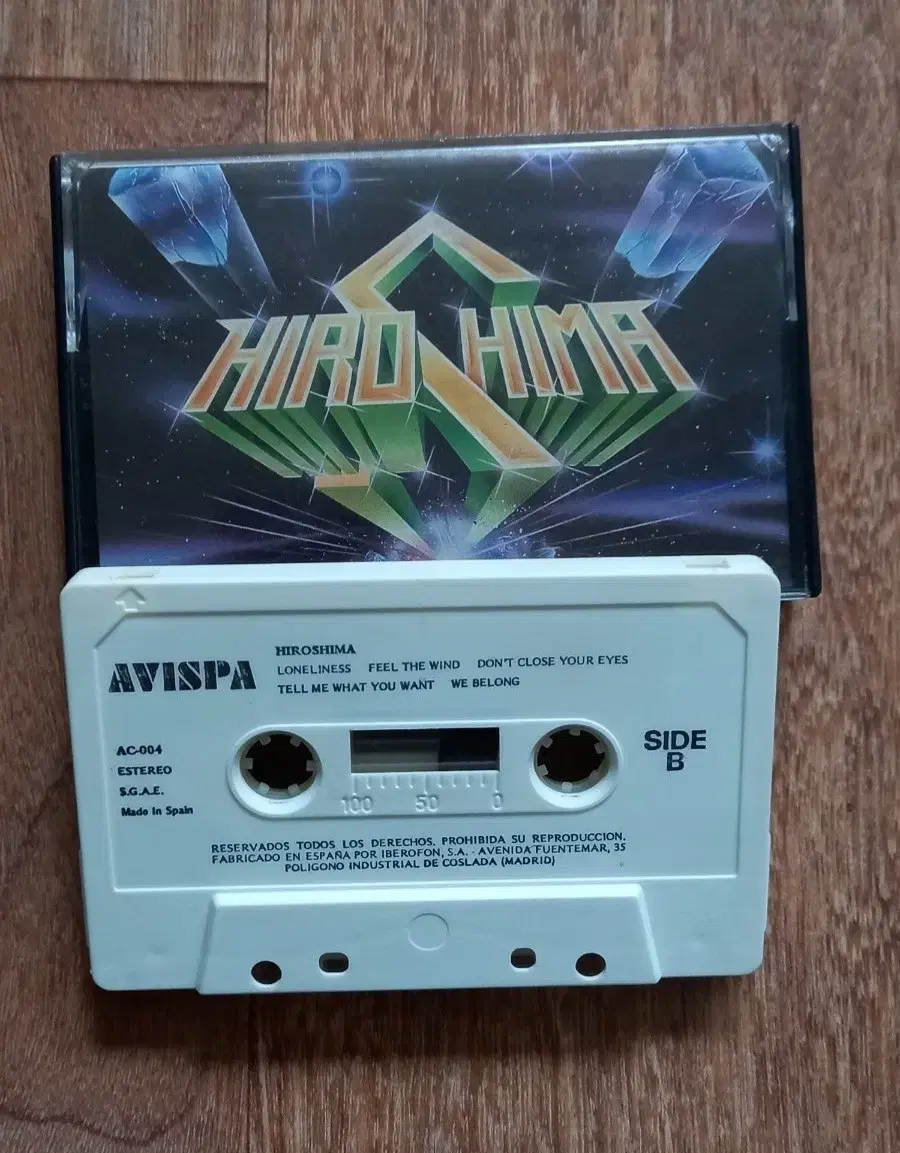 HIROSHIMA
AVISPA
HIROSHIMA
LONELINESS FEEL THE WIND DON'T CLOSE YOUR EYES
TELL ME WHAT YOU WANT WE BELONG
AC-004
ESTEREO
S.G.A.E.
Made in Spain
SIDE
B
100 50 0
RESERVADOS TODOS LOS DERECHOS. PROHIBIDA SU REPRODUCCION.
FABRICADO EN ESPAÑA POR IBEROFON, S.A. - AVENIDA FUENTEMAR, 35
POLIGONO INDUSTRIAL DE COSLADA (MADRID)